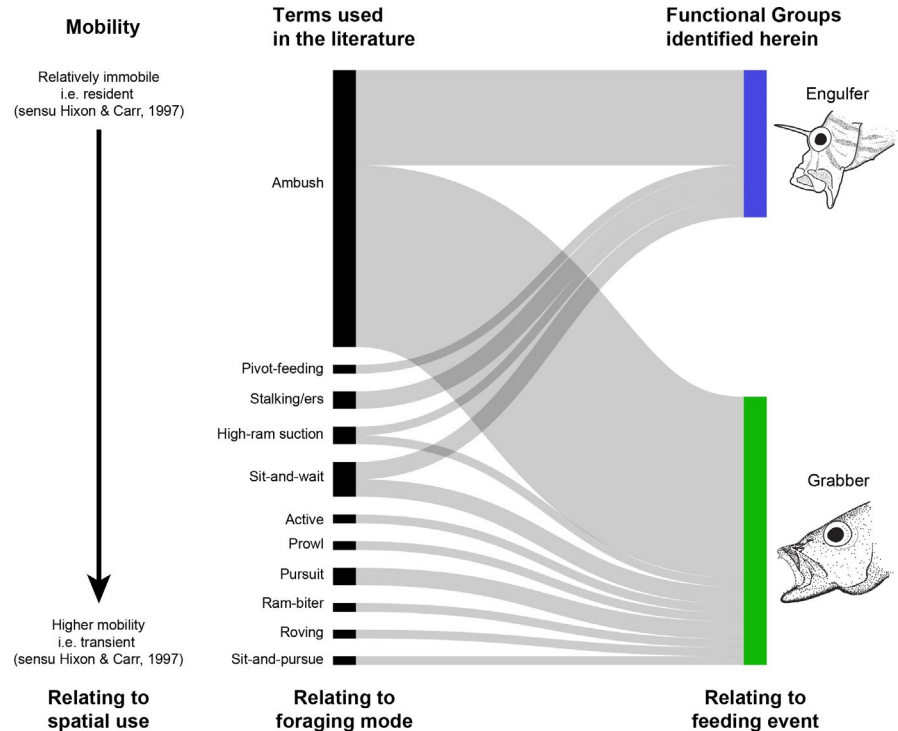 Mobility
Relatively immobile
i.e. resident
(sensu Hixon & Carr, 1997)
Higher mobility
i.e. transient
(sensu Hixon & Carr, 1997)
Relating to
spatial use
Terms used
in the literature
Ambush
Pivot-feeding
Stalking/ers
High-ram suction
Sit-and-wait
Active
Prowl
Pursuit
Ram-biter
Roving
Sit-and-pursue
Relating to
foraging mode
Functional Groups
identified herein
Engulfer
Grabber
Relating to
feeding event